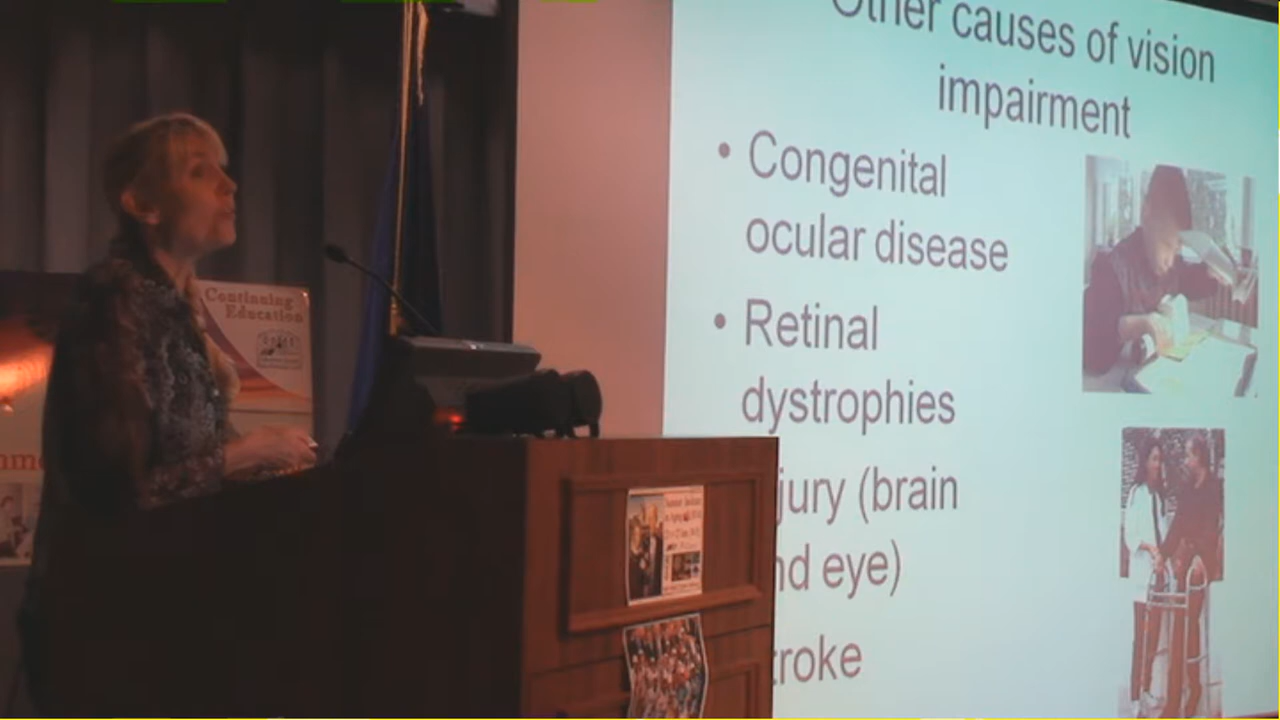 Other causes of vision
impairment
• Congenital
ocular disease
• Retinal
dystrophies
jury (brain
nd eye)
troke
Continuing
Education